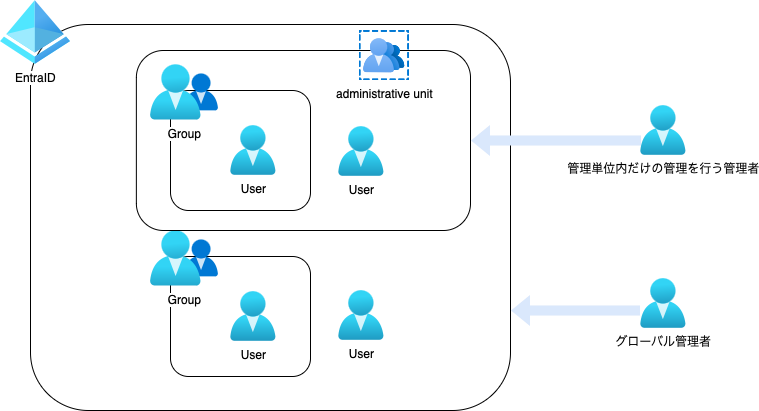 EntraID
administrative unit
Group
User
User
管理単位内だけの管理を行う管理者
Group
User
User
グローバル管理者